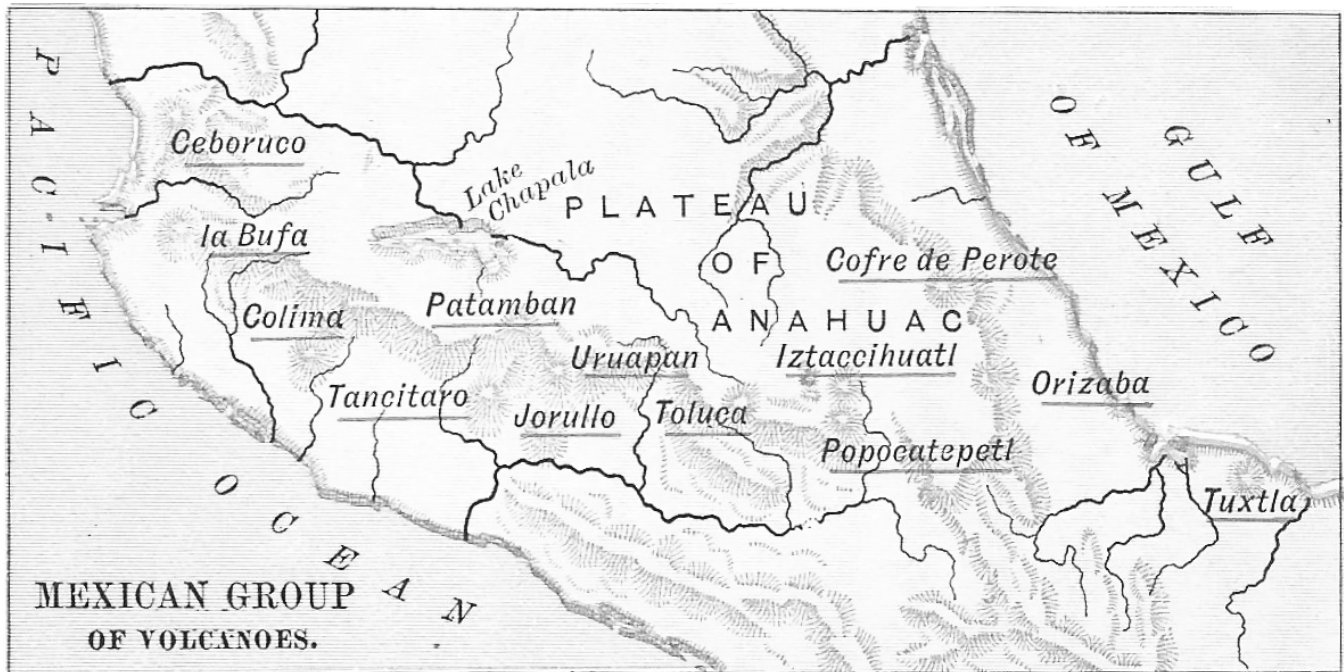 PACIFIC OCEAN
GULF
OF MEXICO
Ceboruco
Lake
Chapala
PLATEAU
OF
ANAHUAC
la Bufa
Cofre de Perote
Colima
Patamban
Uruapan
Iztaccihuatl
Tancitaro
Jorullo
Toluca
Orizaba
Popocatepetl
Tuxtla
MEXICAN GROUP
OF VOLCANOES.